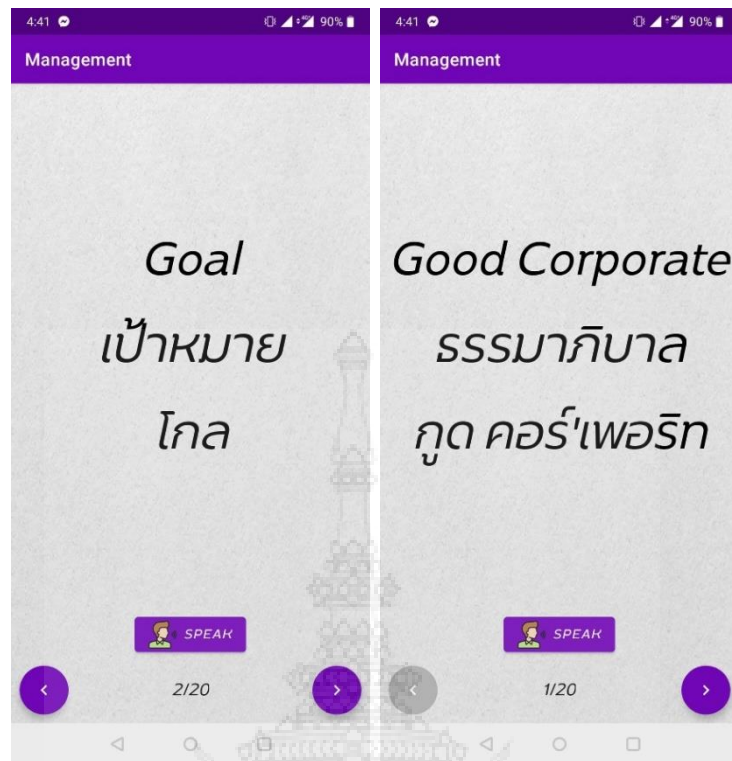 4:41
90%
Management
Goal
เป้าหมาย
โกล
SPEAK
2/20
4:41
90%
Management
Good Corporate
ธรรมาภิบาล
กูด คอร์'เพอริท
SPEAK
1/20